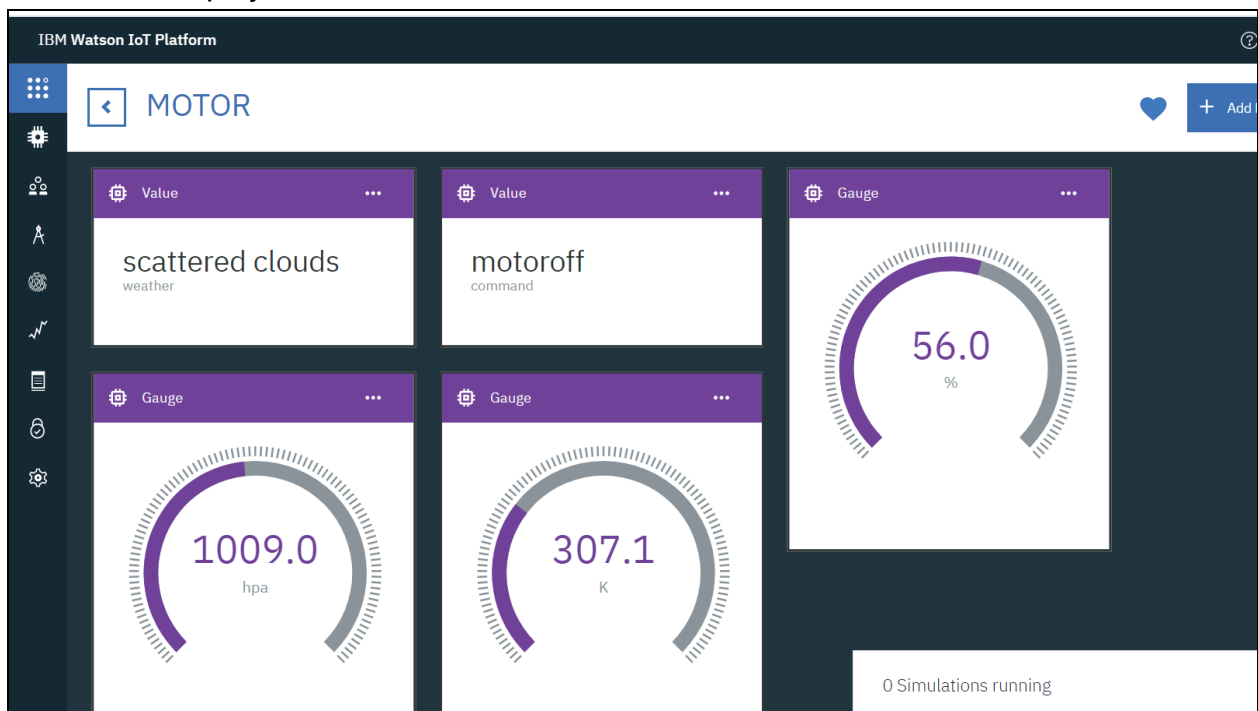 IBM Watson IoT Platform
MOTOR
+ Add
Value
scattered clouds
weather
Value
motoroff
command
Gauge
56.0
%
Gauge
1009.0
hpa
Gauge
307.1
K
0 Simulations running